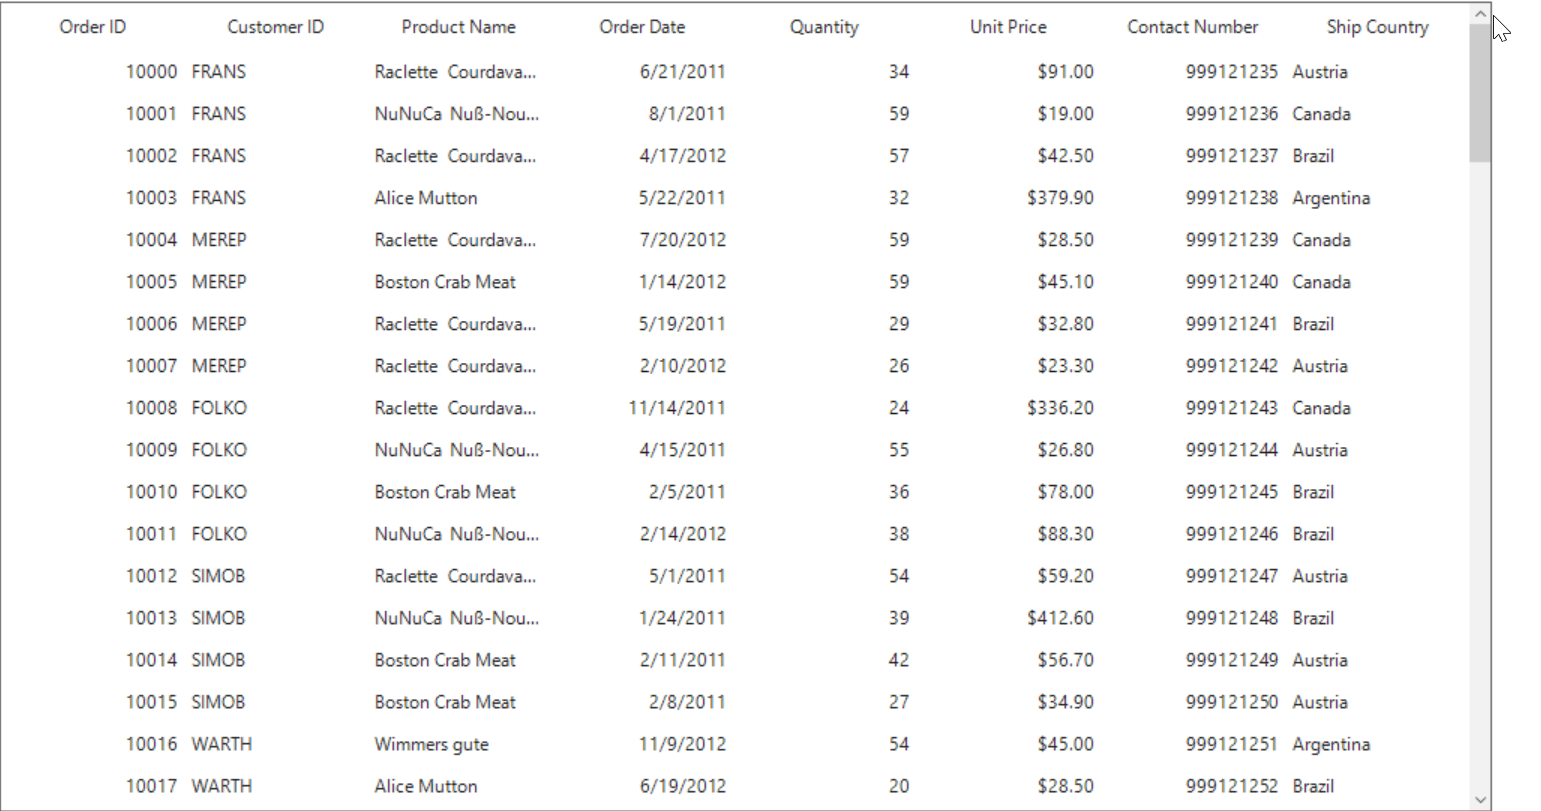 Order ID Customer ID Product Name Order Date Quantity Unit Price Contact Number Ship Country
10000 FRANS Raclette Courdava... 6/21/2011 34 $91.00 999121235 Austria
10001 FRANS NuNuCa Nuß-Nou... 8/1/2011 59 $19.00 999121236 Canada
10002 FRANS Raclette Courdava... 4/17/2012 57 $42.50 999121237 Brazil
10003 FRANS Alice Mutton 5/22/2011 32 $379.90 999121238 Argentina
10004 MEREP Raclette Courdava... 7/20/2012 59 $28.50 999121239 Canada
10005 MEREP Boston Crab Meat 1/14/2012 59 $45.10 999121240 Canada
10006 MEREP Raclette Courdava... 5/19/2011 29 $32.80 999121241 Brazil
10007 MEREP Raclette Courdava... 2/10/2012 26 $23.30 999121242 Austria
10008 FOLKO Raclette Courdava... 11/14/2011 24 $336.20 999121243 Canada
10009 FOLKO NuNuCa Nuß-Nou... 4/15/2011 55 $26.80 999121244 Austria
10010 FOLKO Boston Crab Meat 2/5/2011 36 $78.00 999121245 Brazil
10011 FOLKO NuNuCa Nuß-Nou... 2/14/2012 38 $88.30 999121246 Brazil
10012 SIMOB Raclette Courdava... 5/1/2011 54 $59.20 999121247 Austria
10013 SIMOB NuNuCa Nuß-Nou... 1/24/2011 39 $412.60 999121248 Brazil
10014 SIMOB Boston Crab Meat 2/11/2011 42 $56.70 999121249 Austria
10015 SIMOB Boston Crab Meat 2/8/2011 27 $34.90 999121250 Austria
10016 WARTH Wimmers gute 11/9/2012 54 $45.00 999121251 Argentina
10017 WARTH Alice Mutton 6/19/2012 20 $28.50 999121252 Brazil